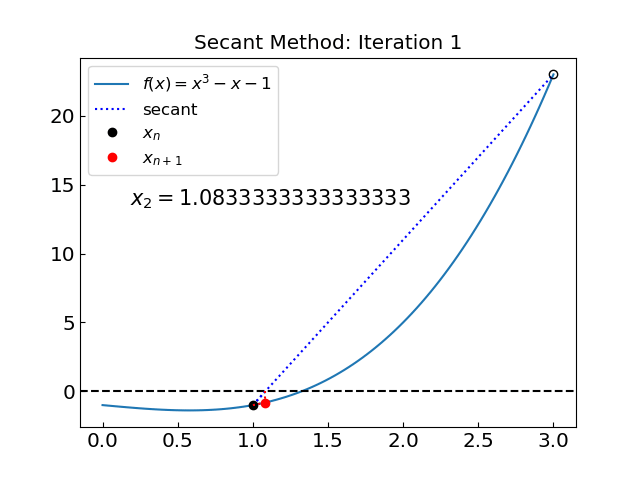 Secant Method: Iteration 1
f(x) = x³ − x − 1
secant
xₙ
xₙ₊₁
x₂ = 1.0833333333333333
20
15
10
5
0
0.0 0.5 1.0 1.5 2.0 2.5 3.0